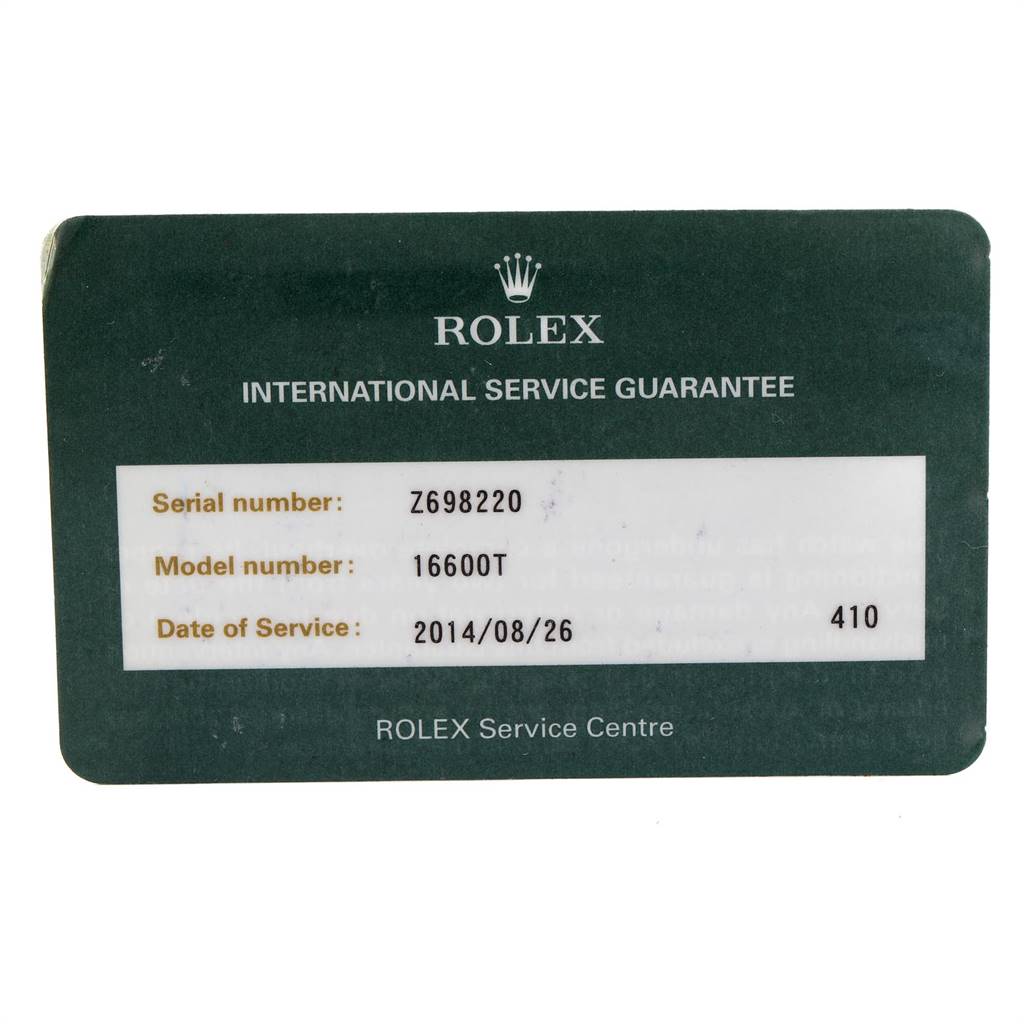 ROLEX
INTERNATIONAL SERVICE GUARANTEE
Serial number: Z698220
Model number: 16600T
Date of Service: 2014/08/26 410
ROLEX Service Centre